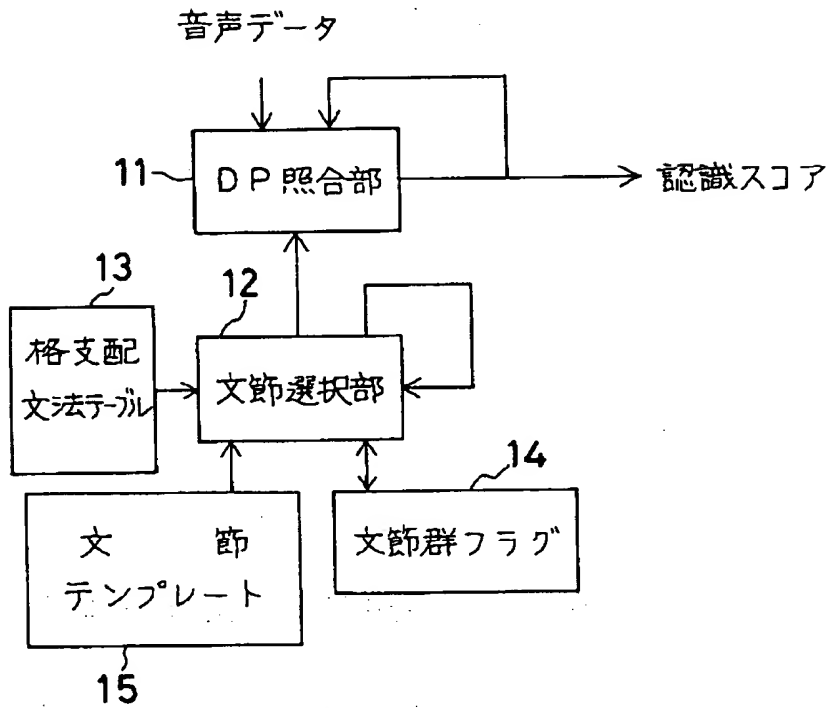 音声データ
11
DP照合部
認識スコア
13
12
格支配
文法テーブル
文節選択部
14
文節
テンプレート
文節群フラグ
15